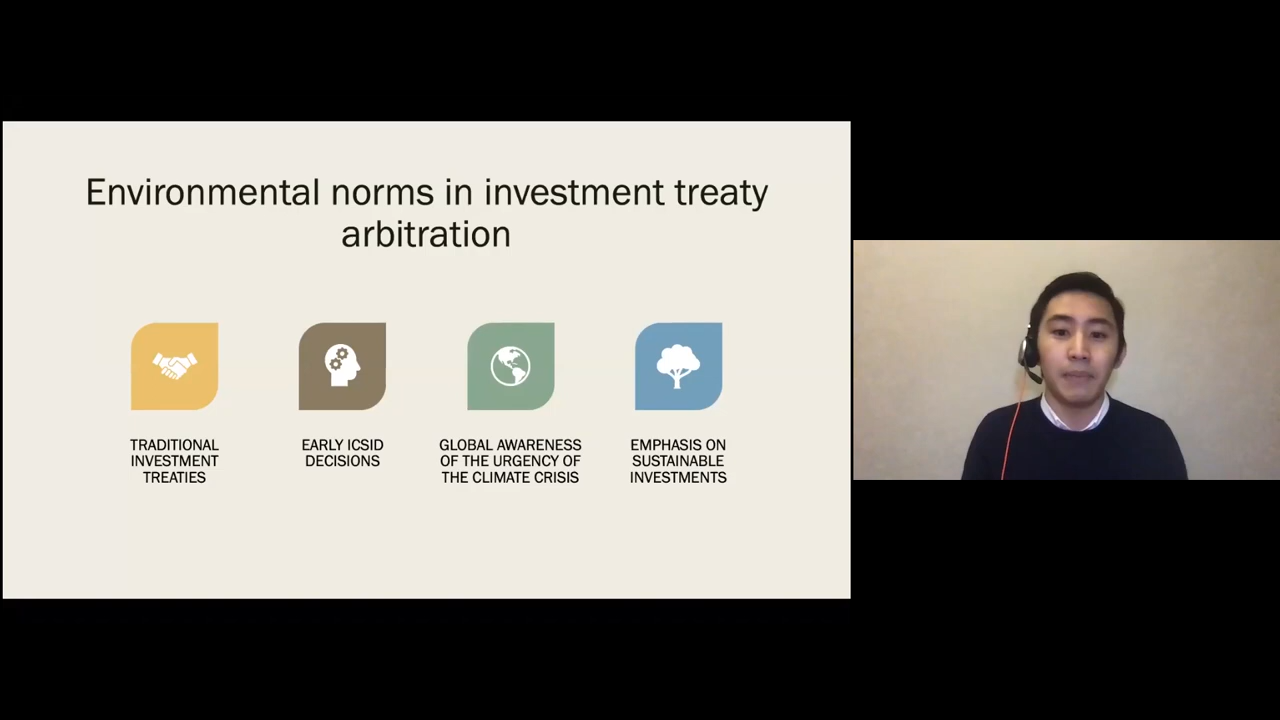 Environmental norms in investment treaty
arbitration
TRADITIONAL
INVESTMENT
TREATIES
EARLY ICSID
DECISIONS
GLOBAL AWARENESS
OF THE URGENCY OF
THE CLIMATE CRISIS
EMPHASIS ON
SUSTAINABLE
INVESTMENTS